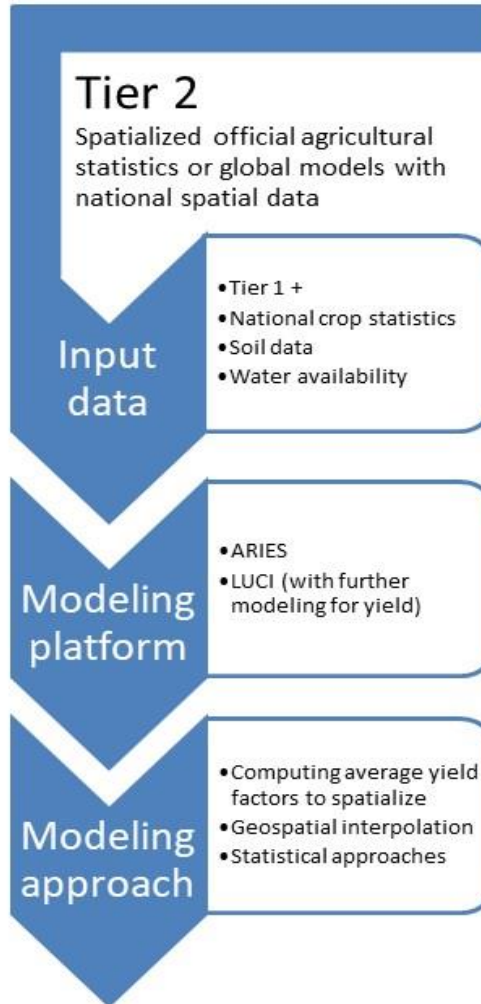 Tier 2
Spatialized official agricultural
statistics or global models with
national spatial data
Input
data
•Tier 1 +
•National crop statistics
•Soil data
•Water availability
Modeling
platform
•ARIES
•LUCI (with further
modeling for yield)
Modeling
approach
•Computing average yield
factors to spatialize
•Geospatial interpolation
•Statistical approaches